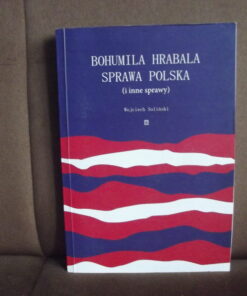 BOHUMILA HRABALA
SPRAWA POLSKA
(i inne sprawy)
Wojciech Soliński